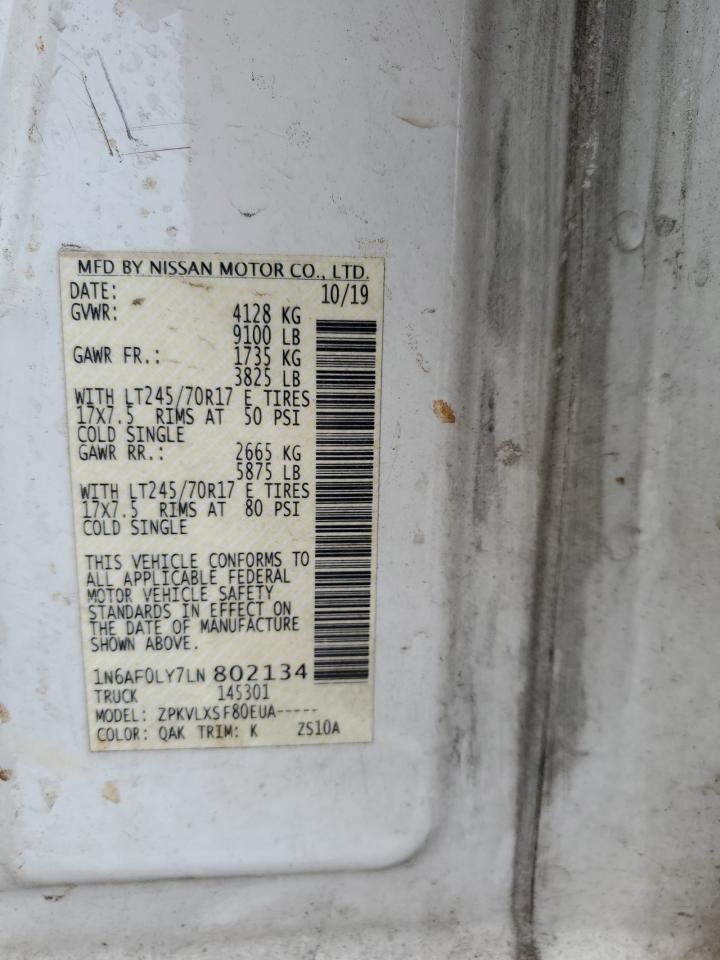 MFD BY NISSAN MOTOR CO., LTD.
DATE: 10/19
GVWR: 4128 KG
9100 LB
GAWR FR.: 1735 KG
3825 LB
WITH LT245/70R17 E TIRES
17X7.5 RIMS AT 50 PSI
COLD SINGLE
GAWR RR.: 2665 KG
5875 LB
WITH LT245/70R17 E TIRES
17X7.5 RIMS AT 80 PSI
COLD SINGLE
THIS VEHICLE CONFORMS TO
ALL APPLICABLE FEDERAL
MOTOR VEHICLE SAFETY
STANDARDS IN EFFECT ON
THE DATE OF MANUFACTURE
SHOWN ABOVE.
1N6AF0LY7LN 802134
TRUCK 145301
MODEL: ZPKVLXSF80EUA-----
COLOR: QAK TRIM: K ZS10A